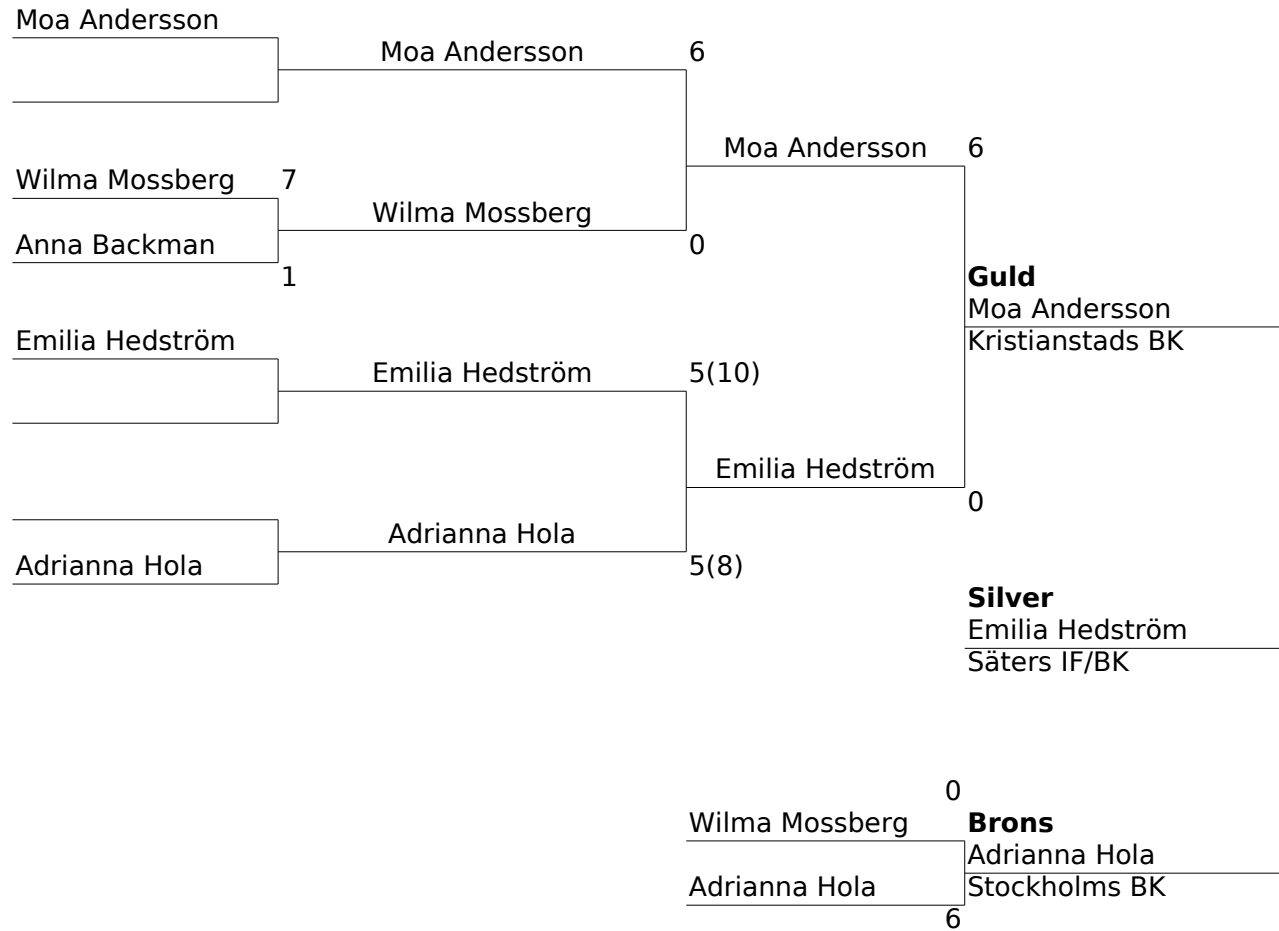 Moa Andersson
Moa Andersson 6
Moa Andersson 6
Wilma Mossberg 7
Wilma Mossberg
Anna Backman 0
1
Guld
Moa Andersson
Emilia Hedström Kristianstads BK
Emilia Hedström 5(10)
Emilia Hedström
0
Adrianna Hola
Adrianna Hola 5(8)
Silver
Emilia Hedström
Säters IF/BK
0
Wilma Mossberg Brons
Adrianna Hola
Adrianna Hola Stockholms BK
6